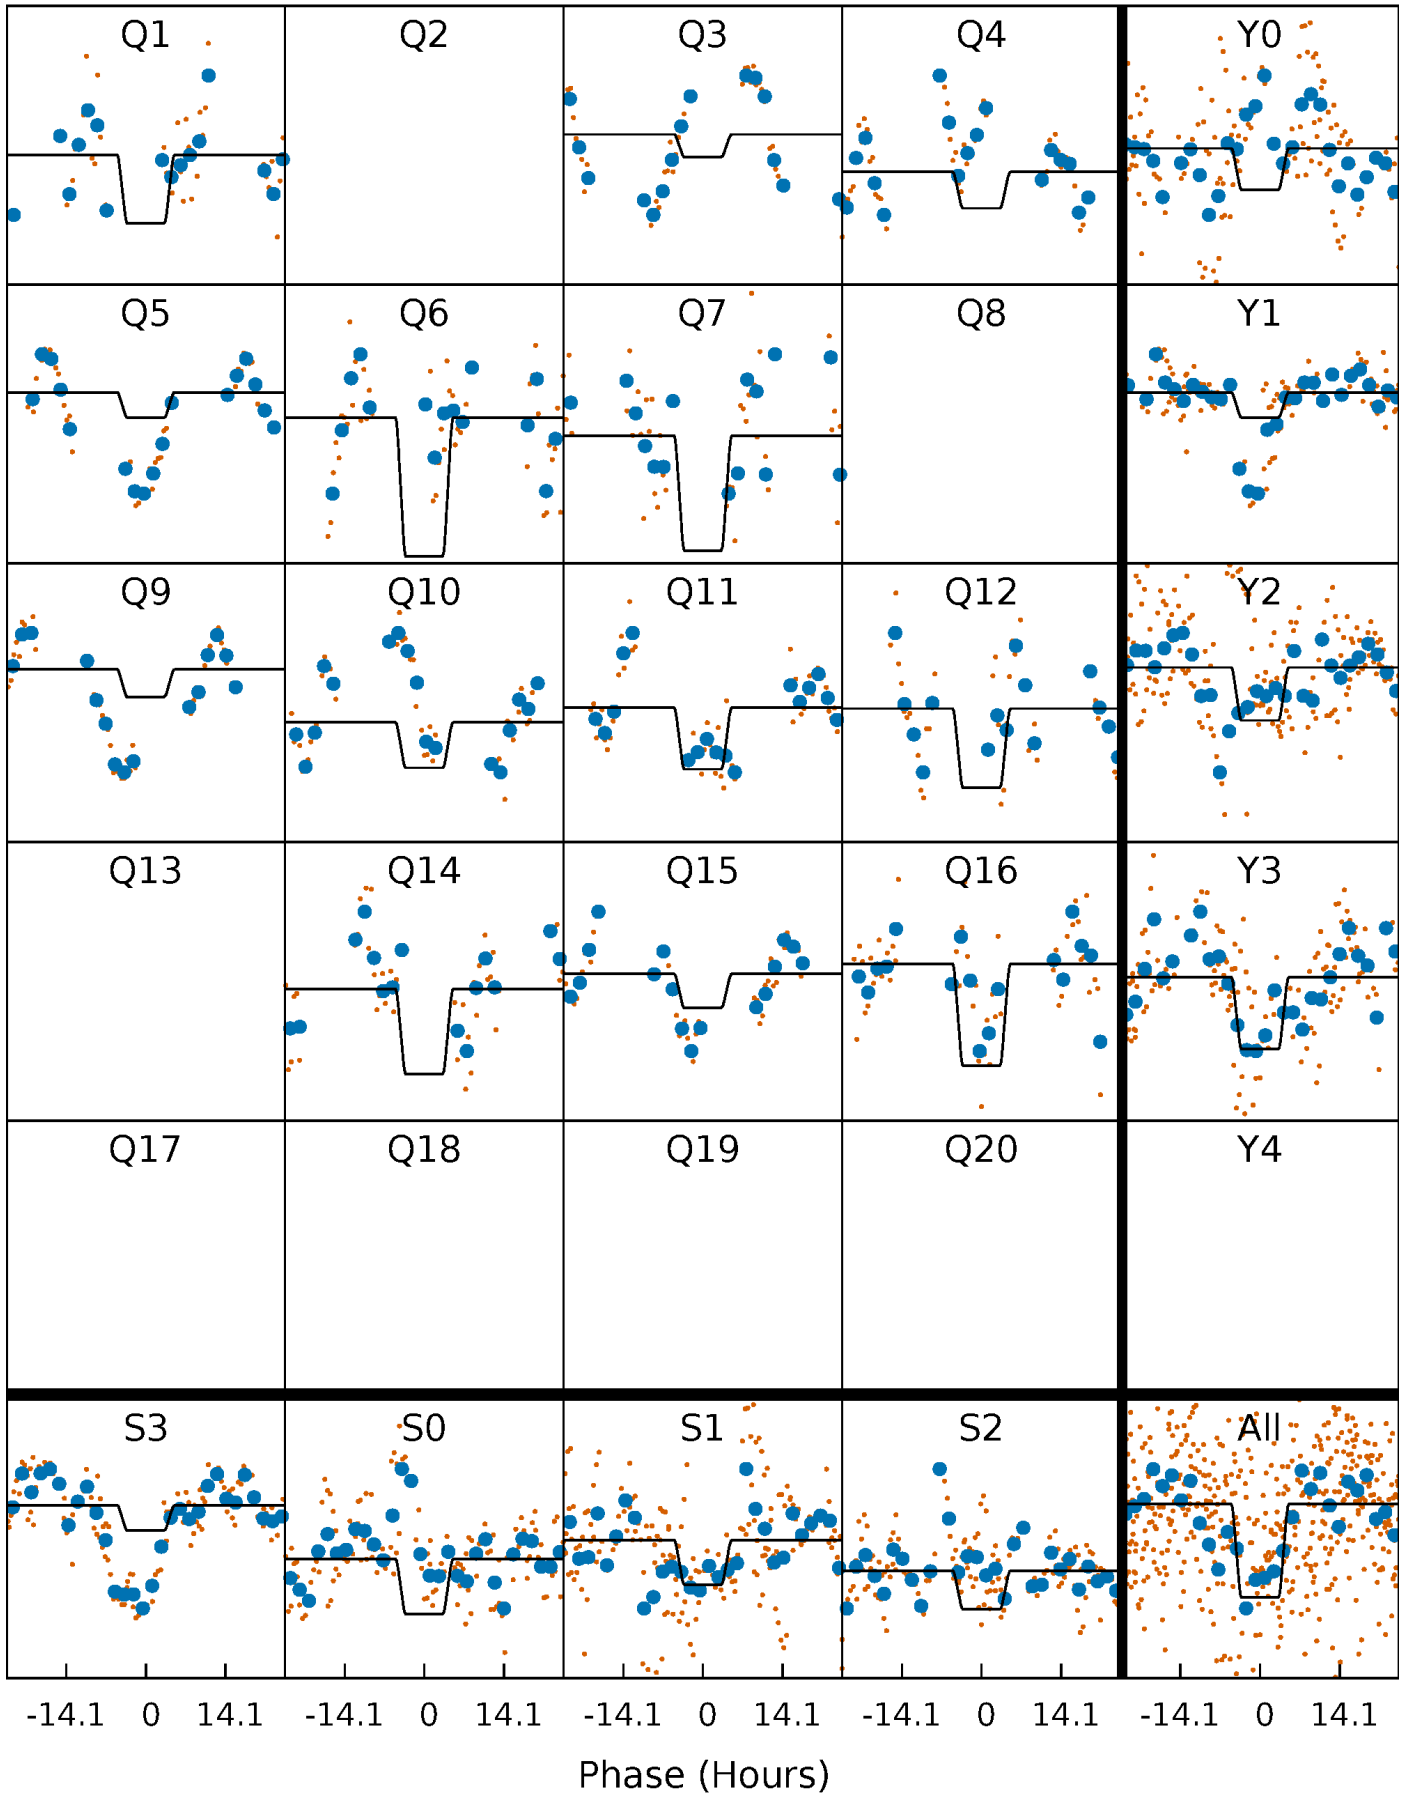 Q1 Q2 Q3 Q4 Y0
Q5 Q6 Q7 Q8 Y1
Q9 Q10 Q11 Q12 Y2
Q13 Q14 Q15 Q16 Y3
Q17 Q18 Q19 Q20 Y4
S3 S0 S1 S2 All
-14.1 0 14.1 -14.1 0 14.1 -14.1 0 14.1 -14.1 0 14.1 -14.1 0 14.1
Phase (Hours)